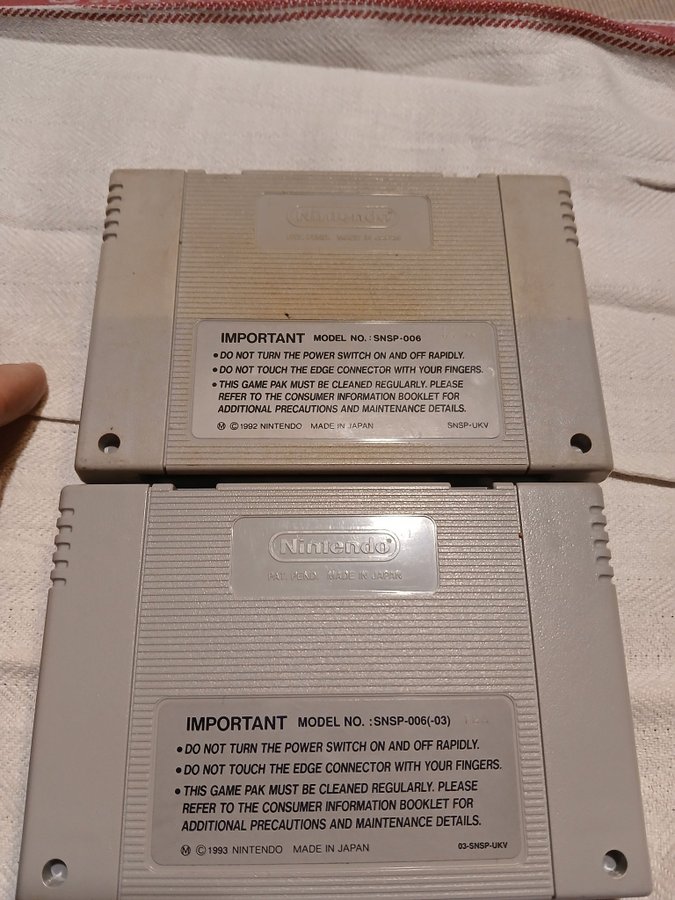 Nintendo
PAT. PEND. MADE IN JAPAN
IMPORTANT MODEL NO. : SNSP-006
• DO NOT TURN THE POWER SWITCH ON AND OFF RAPIDLY.
• DO NOT TOUCH THE EDGE CONNECTOR WITH YOUR FINGERS.
• THIS GAME PAK MUST BE CLEANED REGULARLY. PLEASE
REFER TO THE CONSUMER INFORMATION BOOKLET FOR
ADDITIONAL PRECAUTIONS AND MAINTENANCE DETAILS.
Ⓜ © 1992 NINTENDO MADE IN JAPAN SNSP-UKV
Nintendo
PAT. PEND. MADE IN JAPAN
IMPORTANT MODEL NO. : SNSP-006(-03)
• DO NOT TURN THE POWER SWITCH ON AND OFF RAPIDLY.
• DO NOT TOUCH THE EDGE CONNECTOR WITH YOUR FINGERS.
• THIS GAME PAK MUST BE CLEANED REGULARLY. PLEASE
REFER TO THE CONSUMER INFORMATION BOOKLET FOR
ADDITIONAL PRECAUTIONS AND MAINTENANCE DETAILS.
Ⓜ © 1993 NINTENDO MADE IN JAPAN 03-SNSP-UKV